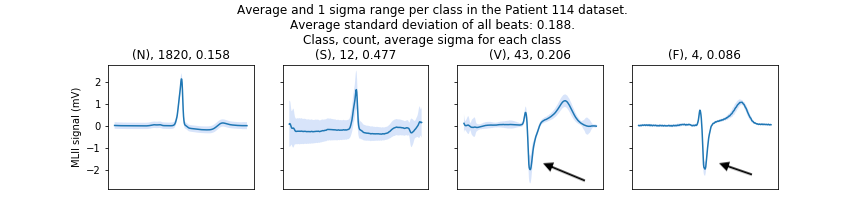 Average and 1 sigma range per class in the Patient 114 dataset.
Average standard deviation of all beats: 0.188.
Class, count, average sigma for each class
(N), 1820, 0.158
(S), 12, 0.477
(V), 43, 0.206
(F), 4, 0.086
MLII signal (mV)
2
1
0
−1
−2